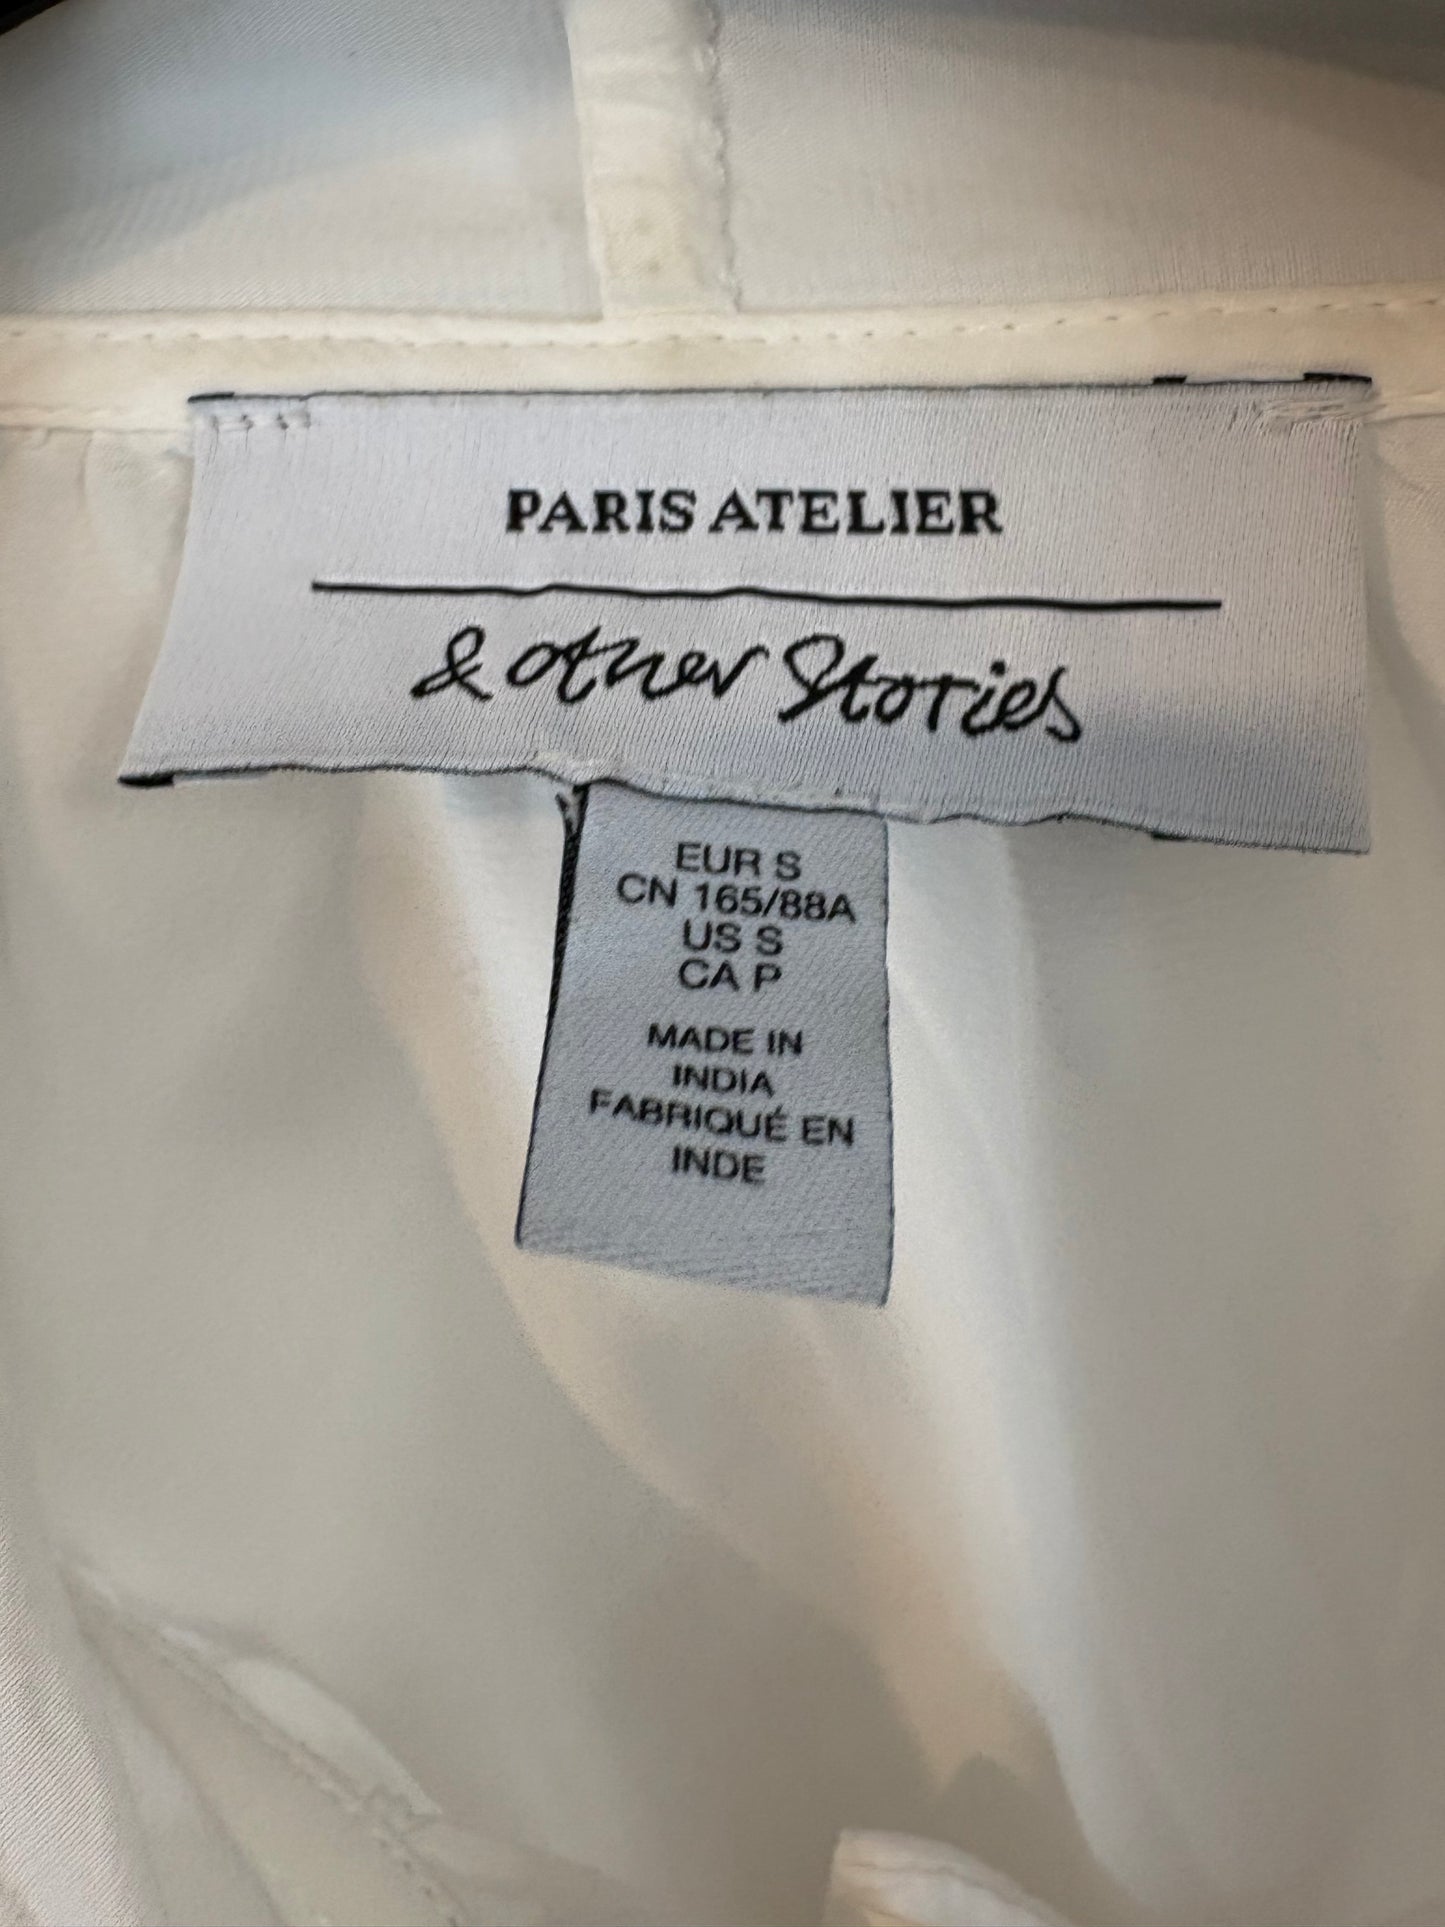 PARIS ATELIER
& other Stories
EUR S
CN 165/88A
US S
CA P
MADE IN
INDIA
FABRIQUÉ EN
INDE